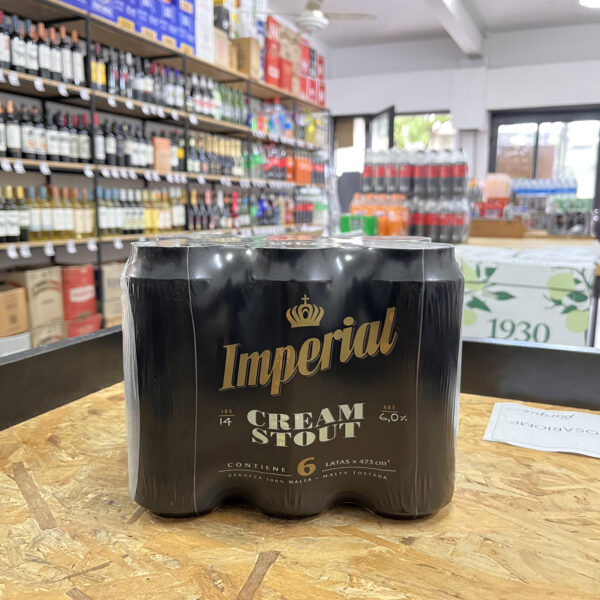 Imperial
IBU
14
CREAM
STOUT
ABV
6,0%
CONTIENE 6 LATAS x 473 cm³
CERVEZA 100% MALTA • MALTA TOSTADA
1930
OSARIOMP